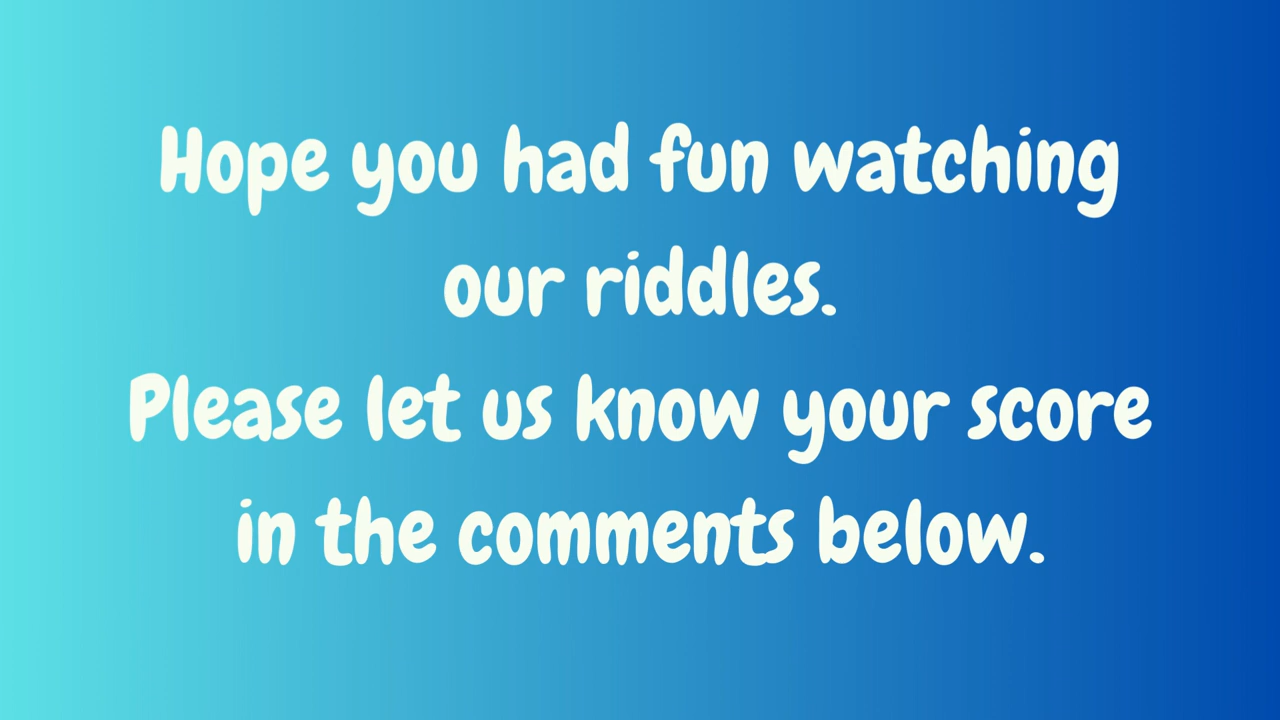 Hope you had fun watching
our riddles.
Please let us know your score
in the comments below.